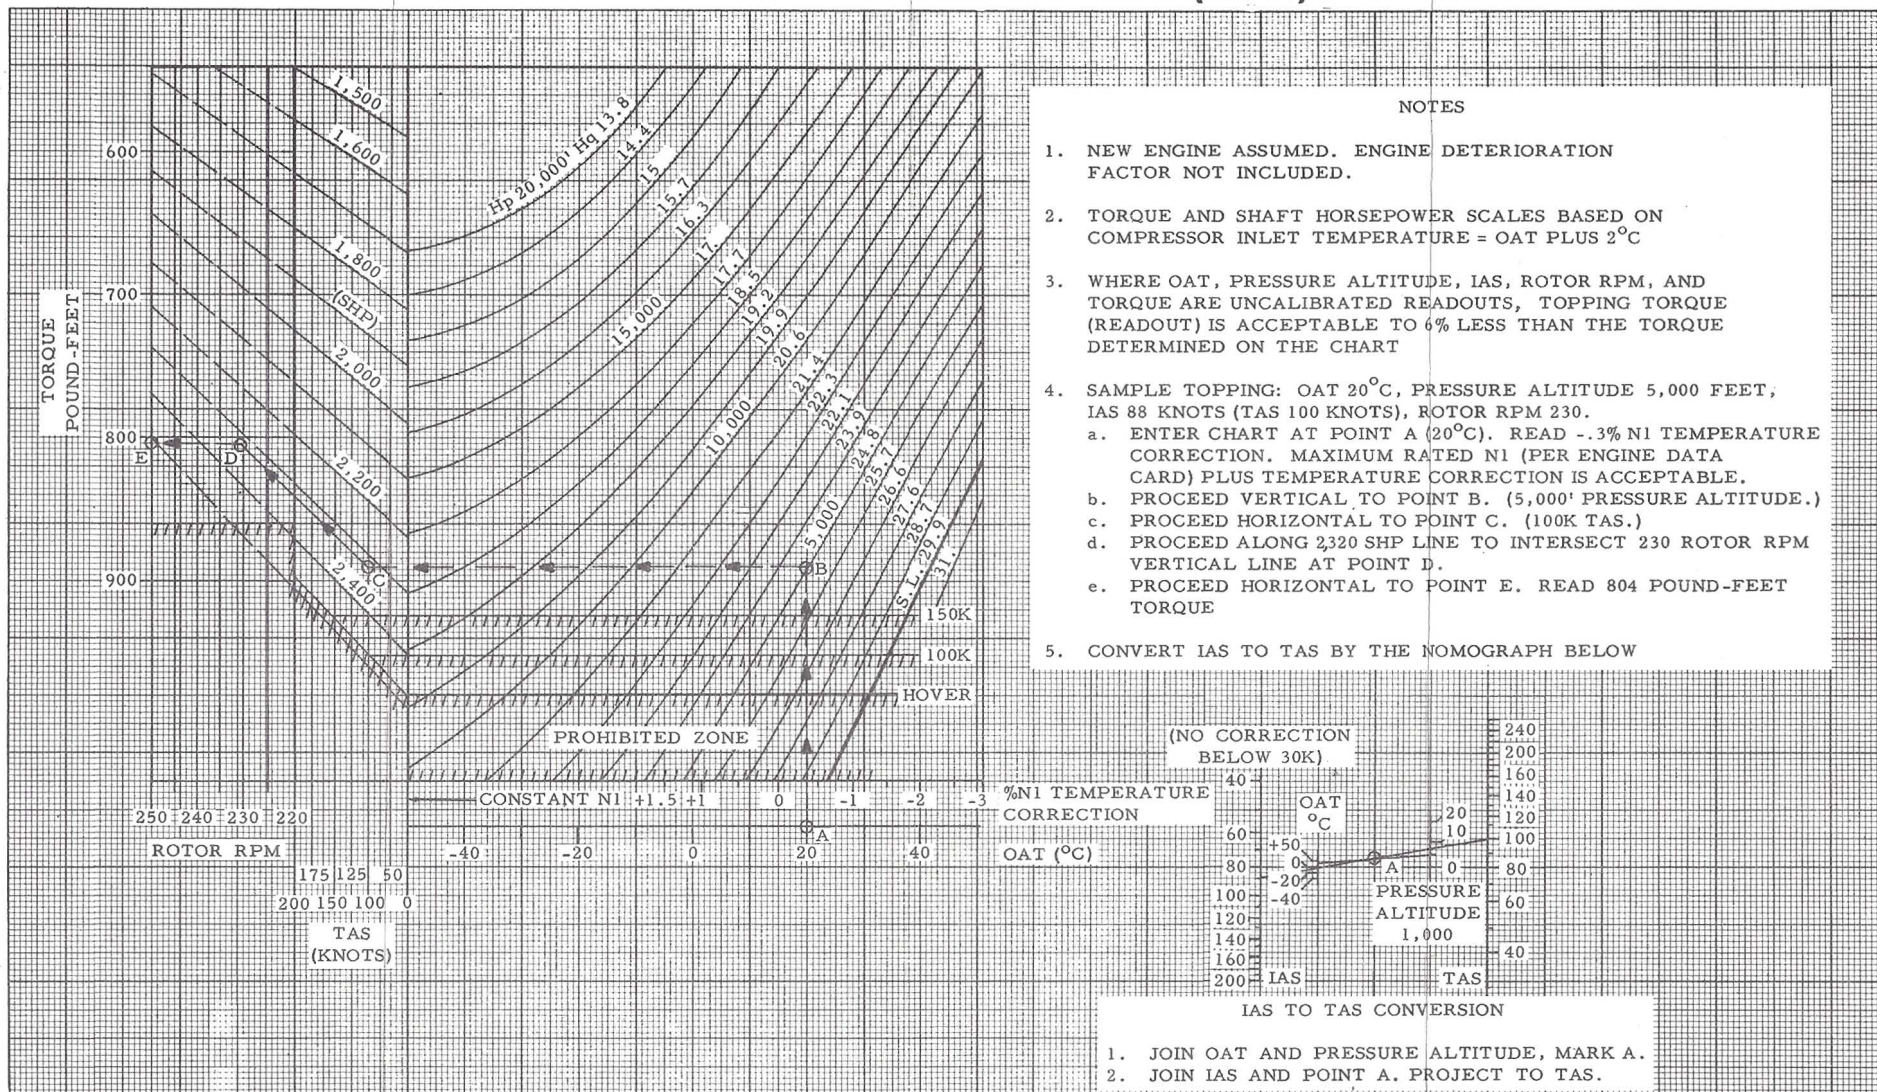 600
700
800
900
TORQUE
POUND-FEET
1,500
1,600
1,800
(SHP)
2,000
2,200
2,400
Hp 20,000' Hq 13.8
14.4
15
15.7
16.3
17.
17.7
15,000
18.5
19.2
19.9
20.6
21.4
10,000
22.3
22.1
23.9
24.8
25.7
5,000
26.6
27.6
28.7
S. L. 29.9
31.
A
B
C
D
E
150K
100K
HOVER
PROHIBITED ZONE
CONSTANT N1 +1.5 +1 0 -1 -2 -3
%N1 TEMPERATURE
CORRECTION
-40 -20 0 20 40 OAT (°C)
250 240 230 220
ROTOR RPM
175 125 50
200 150 100 0
TAS
(KNOTS)
NOTES
1. NEW ENGINE ASSUMED. ENGINE DETERIORATION
FACTOR NOT INCLUDED.
2. TORQUE AND SHAFT HORSEPOWER SCALES BASED ON
COMPRESSOR INLET TEMPERATURE = OAT PLUS 2°C
3. WHERE OAT, PRESSURE ALTITUDE, IAS, ROTOR RPM, AND
TORQUE ARE UNCALIBRATED READOUTS, TOPPING TORQUE
(READOUT) IS ACCEPTABLE TO 6% LESS THAN THE TORQUE
DETERMINED ON THE CHART
4. SAMPLE TOPPING: OAT 20°C, PRESSURE ALTITUDE 5,000 FEET,
IAS 88 KNOTS (TAS 100 KNOTS), ROTOR RPM 230.
a. ENTER CHART AT POINT A (20°C). READ -.3% N1 TEMPERATURE
CORRECTION. MAXIMUM RATED N1 (PER ENGINE DATA
CARD) PLUS TEMPERATURE CORRECTION IS ACCEPTABLE.
b. PROCEED VERTICAL TO POINT B. (5,000' PRESSURE ALTITUDE.)
c. PROCEED HORIZONTAL TO POINT C. (100K TAS.)
d. PROCEED ALONG 2,320 SHP LINE TO INTERSECT 230 ROTOR RPM
VERTICAL LINE AT POINT D.
e. PROCEED HORIZONTAL TO POINT E. READ 804 POUND-FEET
TORQUE
5. CONVERT IAS TO TAS BY THE NOMOGRAPH BELOW
(NO CORRECTION
BELOW 30K)
40
60
80
100
120
140
160
200
IAS
OAT
°C
+50
0
-20
-40
A
20
10
0
PRESSURE
ALTITUDE
1,000
240
200
160
140
120
100
80
60
40
TAS
IAS TO TAS CONVERSION
1. JOIN OAT AND PRESSURE ALTITUDE, MARK A.
2. JOIN IAS AND POINT A. PROJECT TO TAS.